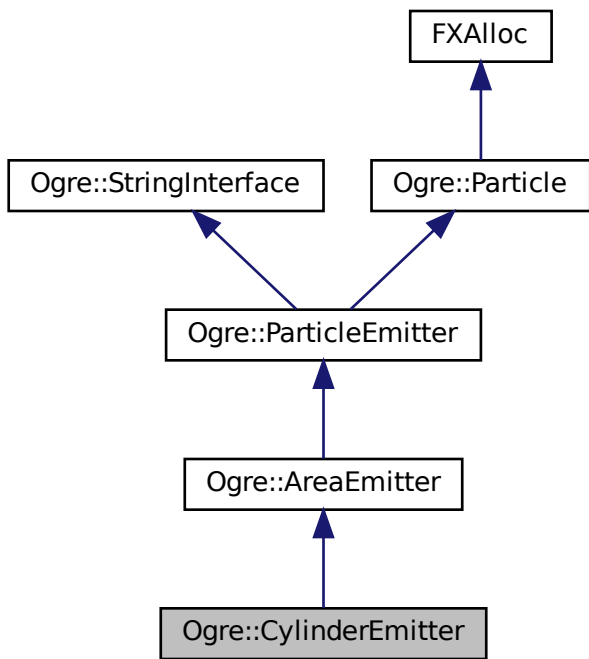 FXAlloc
Ogre::StringInterface
Ogre::Particle
Ogre::ParticleEmitter
Ogre::AreaEmitter
Ogre::CylinderEmitter